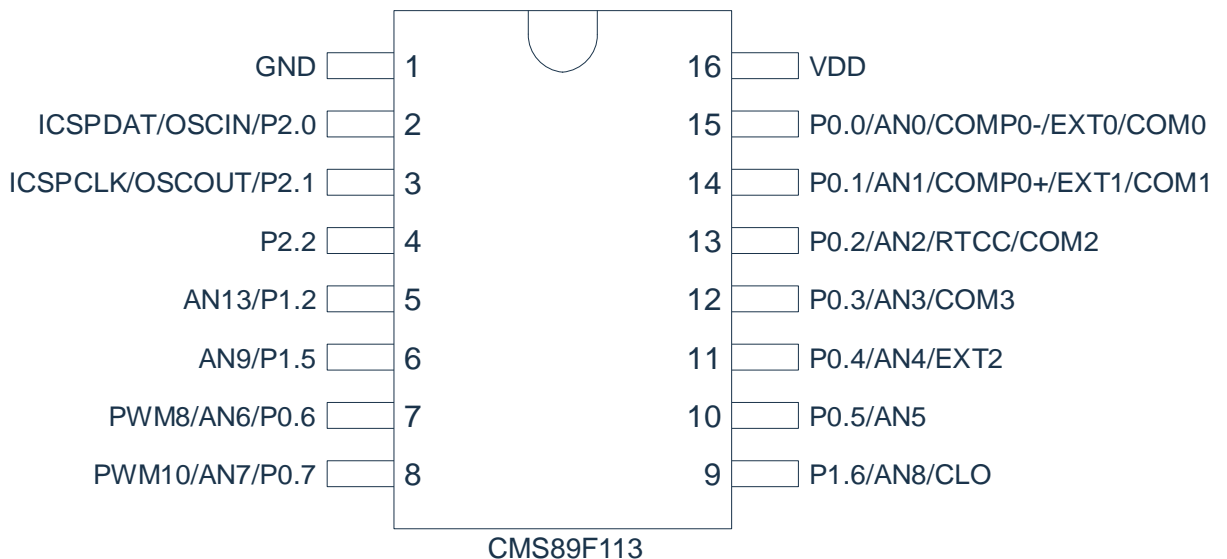 GND 1 16 VDD
ICSPDAT/OSCIN/P2.0 2 15 P0.0/AN0/COMP0-/EXT0/COM0
ICSPCLK/OSCOUT/P2.1 3 14 P0.1/AN1/COMP0+/EXT1/COM1
P2.2 4 13 P0.2/AN2/RTCC/COM2
AN13/P1.2 5 12 P0.3/AN3/COM3
AN9/P1.5 6 11 P0.4/AN4/EXT2
PWM8/AN6/P0.6 7 10 P0.5/AN5
PWM10/AN7/P0.7 8 9 P1.6/AN8/CLO
CMS89F113